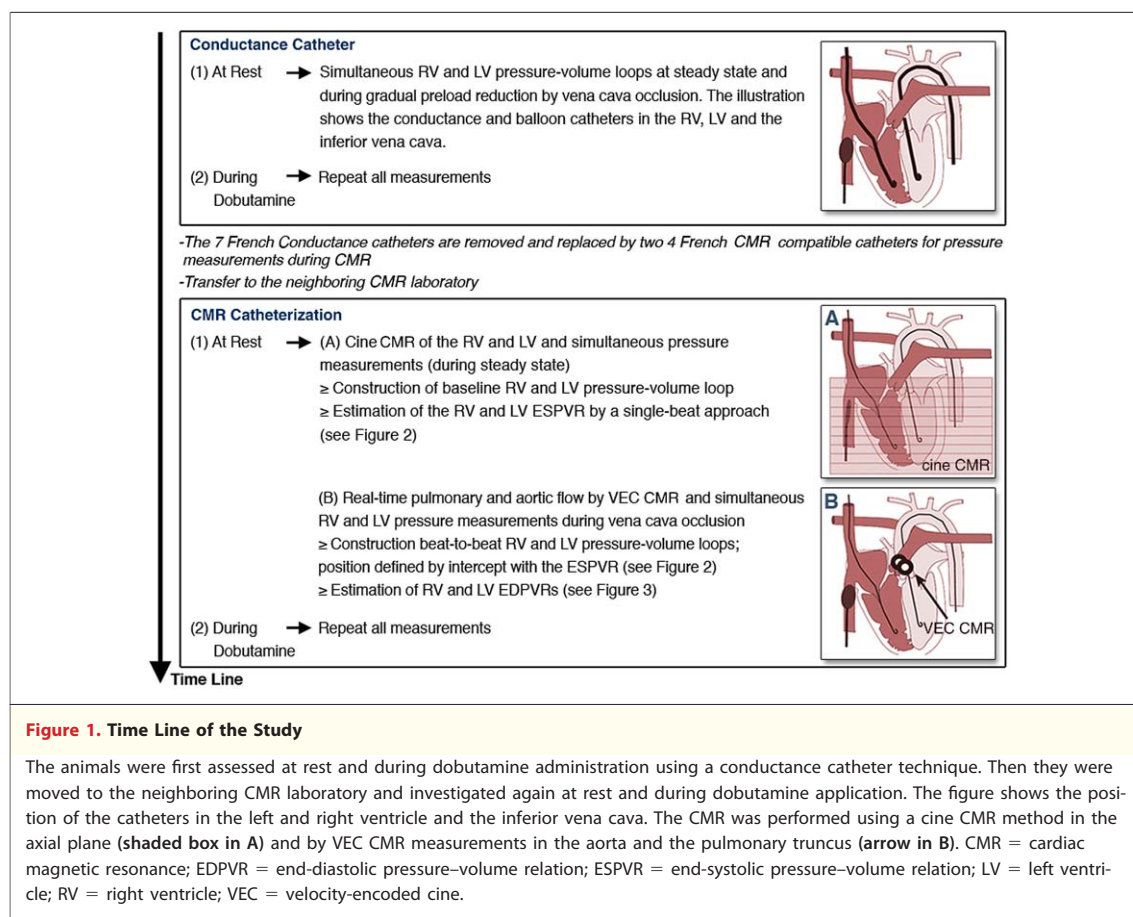 Conductance Catheter
(1) At Rest → Simultaneous RV and LV pressure-volume loops at steady state and
during gradual preload reduction by vena cava occlusion. The illustration
shows the conductance and balloon catheters in the RV, LV and the
inferior vena cava.
(2) During → Repeat all measurements
Dobutamine
-The 7 French Conductance catheters are removed and replaced by two 4 French CMR compatible catheters for pressure
measurements during CMR
-Transfer to the neighboring CMR laboratory
CMR Catheterization
(1) At Rest → (A) Cine CMR of the RV and LV and simultaneous pressure
measurements (during steady state)
≥ Construction of baseline RV and LV pressure-volume loop
≥ Estimation of the RV and LV ESPVR by a single-beat approach
(see Figure 2)
A
cine CMR
(B) Real-time pulmonary and aortic flow by VEC CMR and simultaneous
RV and LV pressure measurements during vena cava occlusion
≥ Construction beat-to-beat RV and LV pressure-volume loops;
position defined by intercept with the ESPVR (see Figure 2)
≥ Estimation of RV and LV EDPVRs (see Figure 3)
B
VEC CMR
(2) During → Repeat all measurements
Dobutamine
Time Line
Figure 1. Time Line of the Study
The animals were first assessed at rest and during dobutamine administration using a conductance catheter technique. Then they were
moved to the neighboring CMR laboratory and investigated again at rest and during dobutamine application. The figure shows the posi-
tion of the catheters in the left and right ventricle and the inferior vena cava. The CMR was performed using a cine CMR method in the
axial plane (shaded box in A) and by VEC CMR measurements in the aorta and the pulmonary truncus (arrow in B). CMR = cardiac
magnetic resonance; EDPVR = end-diastolic pressure–volume relation; ESPVR = end-systolic pressure–volume relation; LV = left ventri-
cle; RV = right ventricle; VEC = velocity-encoded cine.